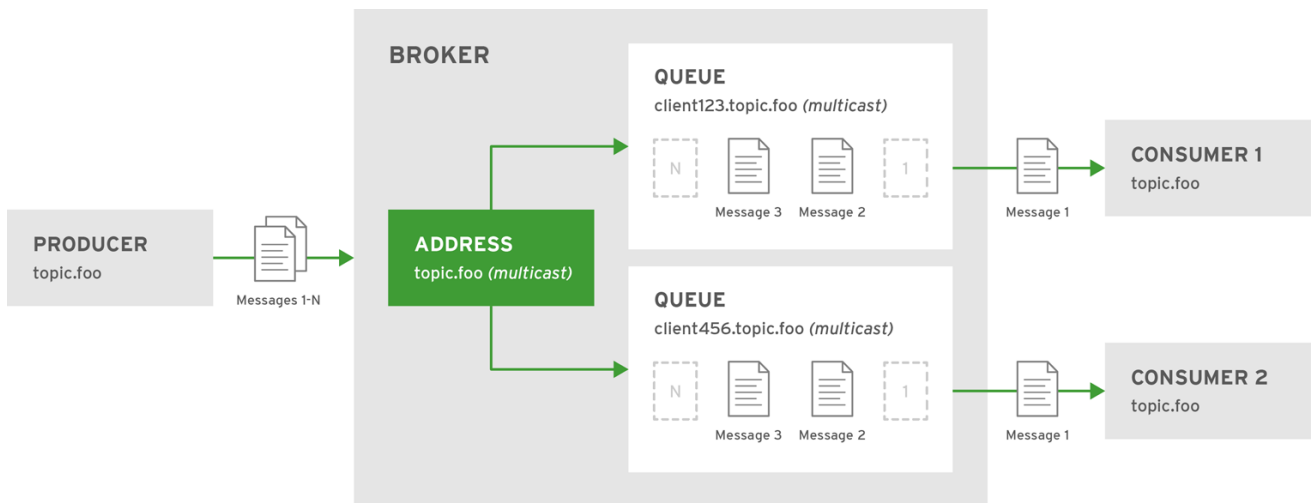 BROKER
QUEUE
client123.topic.foo (multicast)
N
1
Message 3
Message 2
Message 1
CONSUMER 1
topic.foo
PRODUCER
topic.foo
Messages 1-N
ADDRESS
topic.foo (multicast)
QUEUE
client456.topic.foo (multicast)
N
1
Message 3
Message 2
Message 1
CONSUMER 2
topic.foo